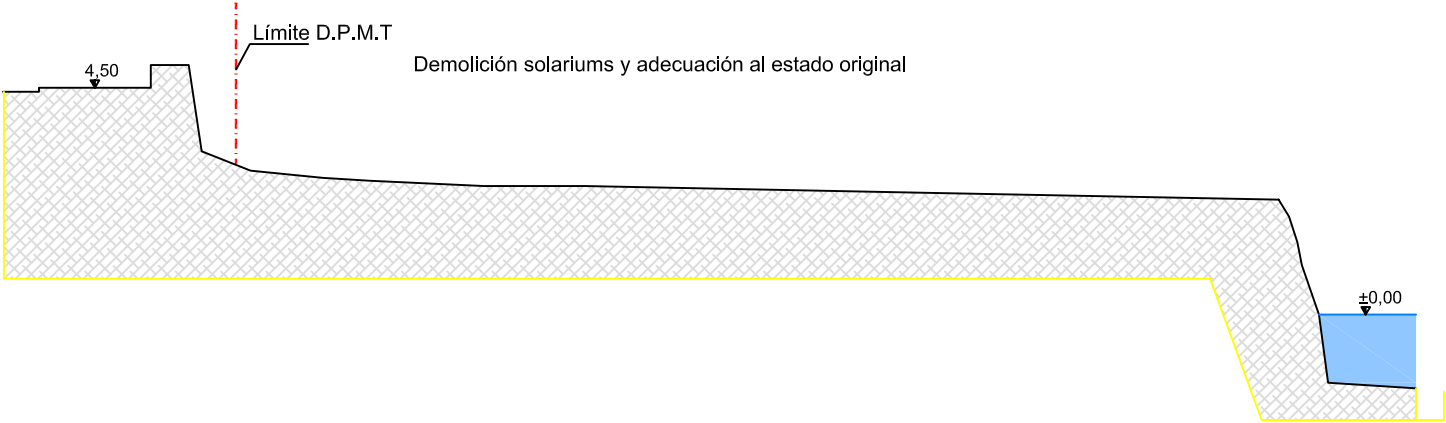 Límite D.P.M.T
Demolición solariums y adecuación al estado original
4,50
±0,00